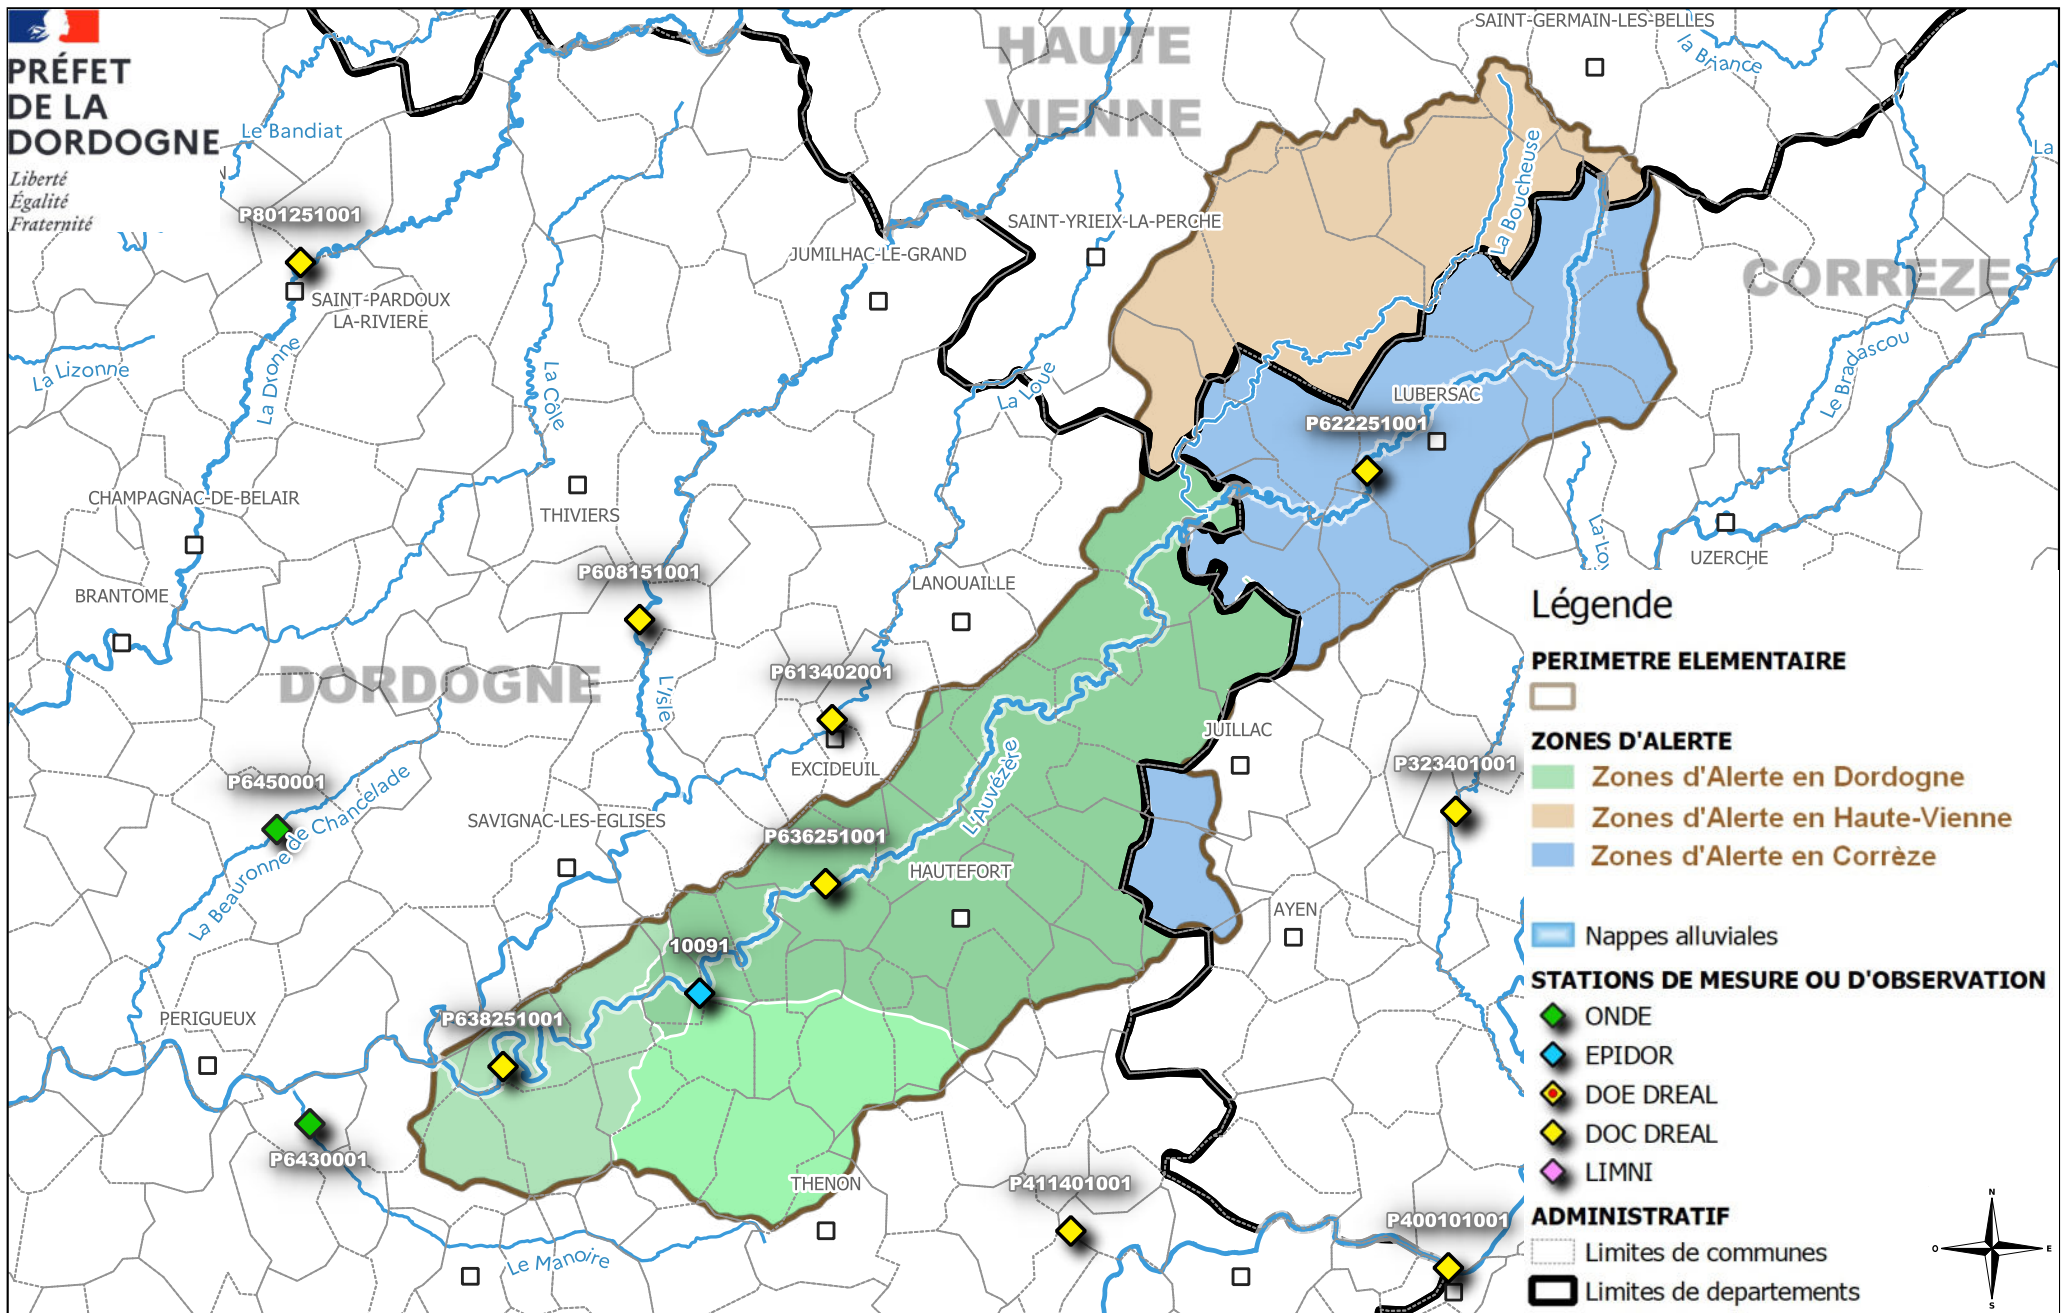 PRÉFET
DE LA
DORDOGNE
Liberté
Égalité
Fraternité
HAUTE
VIENNE
SAINT-GERMAIN-LES-BELLES
la Briance
Le Bandiat
N
La
P801251001
La Boucheuse
SAINT-YRIEIX-LA-PERCHE
JUMILHAC-LE-GRAND
CORREZE
SAINT-PARDOUX
LA-RIVIERE
La Lizonne
La Dronne
La Côle
La Loue
Le Bradascou
LUBERSAC
P622251001
CHAMPAGNAC-DE-BELAIR
THIVIERS
La Loy
UZERCHE
P608151001
LANOUAILLE
BRANTOME
DORDOGNE
P613402001
L'Isle
JUILLAC
EXCIDEUIL
P323401001
P6450001
La Beauronne de Chancelade
SAVIGNAC-LES-EGLISES
P636251001
L'Auvézère
HAUTEFORT
AYEN
10091
PERIGUEUX
P638251001
P6430001
THENON
P411401001
P400101001
Le Manoire
Légende
PERIMETRE ELEMENTAIRE
ZONES D'ALERTE
Zones d'Alerte en Dordogne
Zones d'Alerte en Haute-Vienne
Zones d'Alerte en Corrèze
Nappes alluviales
STATIONS DE MESURE OU D'OBSERVATION
ONDE
EPIDOR
DOE DREAL
DOC DREAL
LIMNI
ADMINISTRATIF
Limites de communes
Limites de departements
N
O
E
S